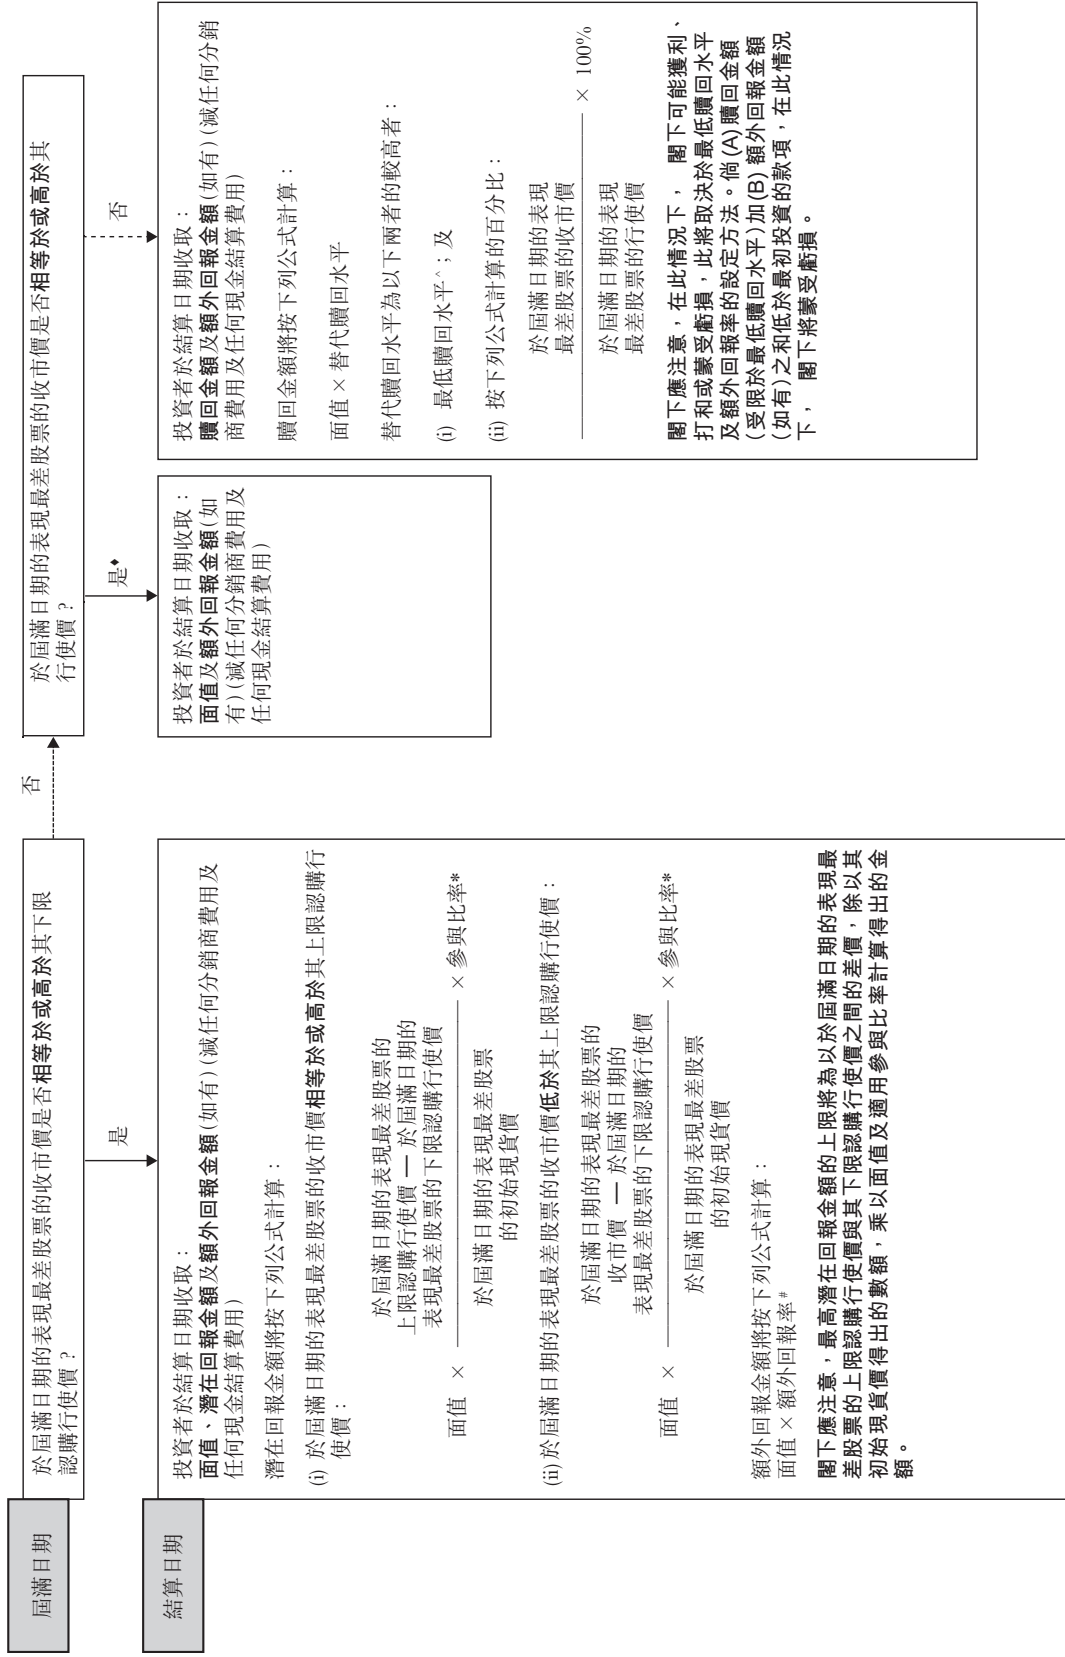 屆滿日期
於屆滿日期的表現最差股票的收市價是否相等於或高於其下限
認購行使價？
否
於屆滿日期的表現最差股票的收市價是否相等於或高於其
行使價？
是
是♦
否
結算日期
投資者於結算日期收取：
面值、潛在回報金額及額外回報金額(如有)(減任何分銷商費用及
任何現金結算費用)
潛在回報金額將按下列公式計算：
(i) 於屆滿日期的表現最差股票的收市價相等於或高於其上限認購行
使價：
於屆滿日期的表現最差股票的
上限認購行使價 — 於屆滿日期的
表現最差股票的下限認購行使價
面值 × × 參與比率*
於屆滿日期的表現最差股票
的初始現貨價
(ii) 於屆滿日期的表現最差股票的收市價低於其上限認購行使價：
於屆滿日期的表現最差股票的
收市價 — 於屆滿日期的
表現最差股票的下限認購行使價
面值 × × 參與比率*
於屆滿日期的表現最差股票
的初始現貨價
額外回報金額將按下列公式計算：
面值 × 額外回報率#
閣下應注意，最高潛在回報金額的上限將為以於屆滿日期的表現最
差股票的上限認購行使價與其下限認購行使價之間的差價，除以其
初始現貨價得出的數額，乘以面值及適用參與比率計算得出的金
額。
投資者於結算日期收取：
面值及額外回報金額(如
有)(減任何分銷商費用及
任何現金結算費用)
投資者於結算日期收取：
贖回金額及額外回報金額(如有)(減任何分銷
商費用及任何現金結算費用)
贖回金額將按下列公式計算：
面值 × 替代贖回水平
替代贖回水平為以下兩者的較高者：
(i) 最低贖回水平^；及
(ii) 按下列公式計算的百分比：
於屆滿日期的表現
最差股票的收市價
× 100%
於屆滿日期的表現
最差股票的行使價
閣下應注意，在此情況下， 閣下可能獲利、
打和或蒙受虧損，此將取決於最低贖回水平
及額外回報率的設定方法。倘(A)贖回金額
(受限於最低贖回水平)加(B)額外回報金額
(如有)之和低於最初投資的款項，在此情況
下， 閣下將蒙受虧損。